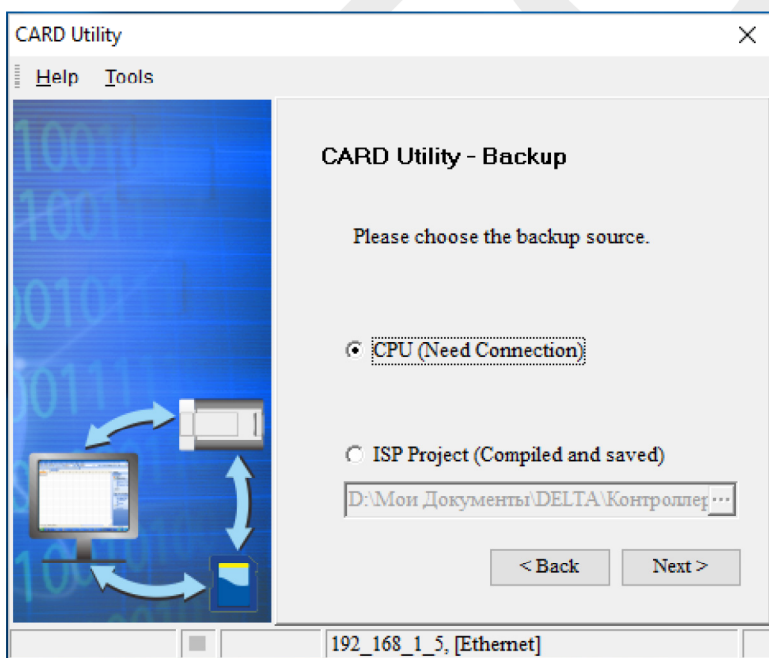 CARD Utility
Help Tools
CARD Utility - Backup
Please choose the backup source.
CPU (Need Connection)
ISP Project (Compiled and saved)
D:\Мои Документы\DELTA\Контроллер ...
< Back Next >
192_168_1_5, [Ethernet]